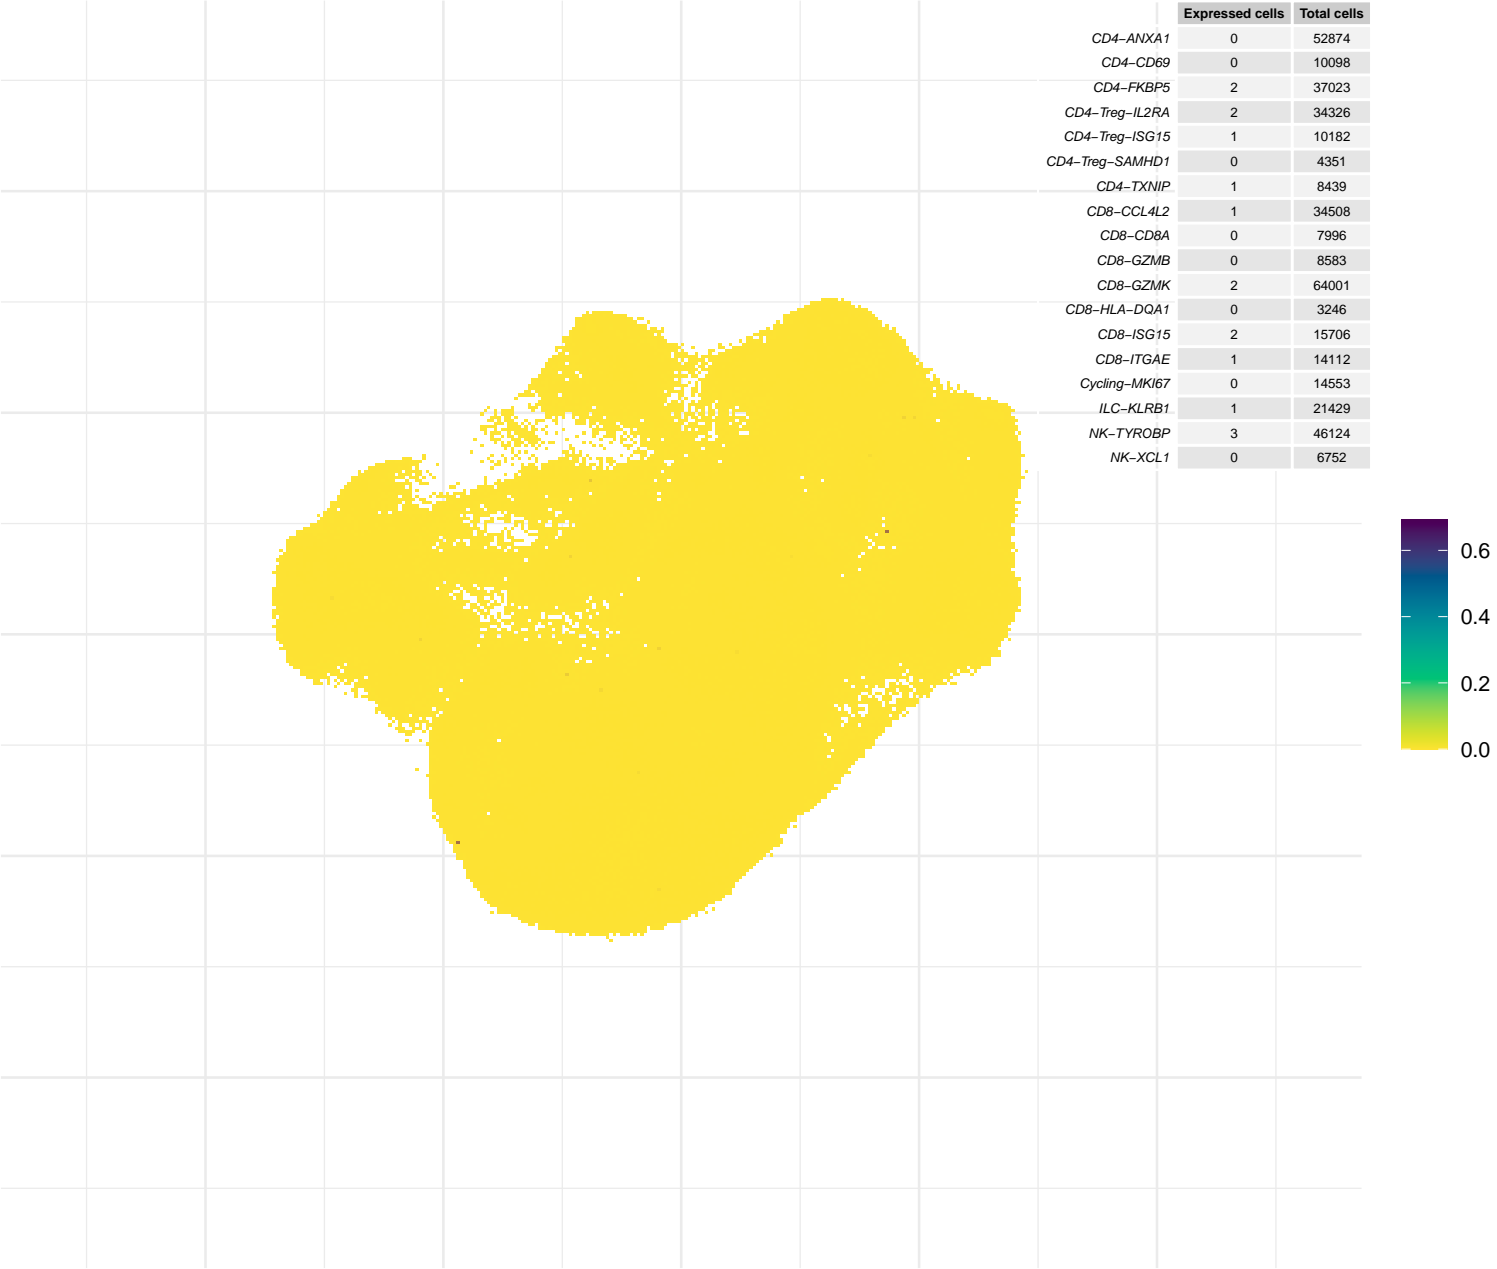 Expressed cells Total cells
CD4−ANXA1 0 52874
CD4−CD69 0 10098
CD4−FKBP5 2 37023
CD4−Treg−IL2RA 2 34326
CD4−Treg−ISG15 1 10182
CD4−Treg−SAMHD1 0 4351
CD4−TXNIP 1 8439
CD8−CCL4L2 1 34508
CD8−CD8A 0 7996
CD8−GZMB 0 8583
CD8−GZMK 2 64001
CD8−HLA−DQA1 0 3246
CD8−ISG15 2 15706
CD8−ITGAE 1 14112
Cycling−MKI67 0 14553
ILC−KLRB1 1 21429
NK−TYROBP 3 46124
NK−XCL1 0 6752
0.6
0.4
0.2
0.0